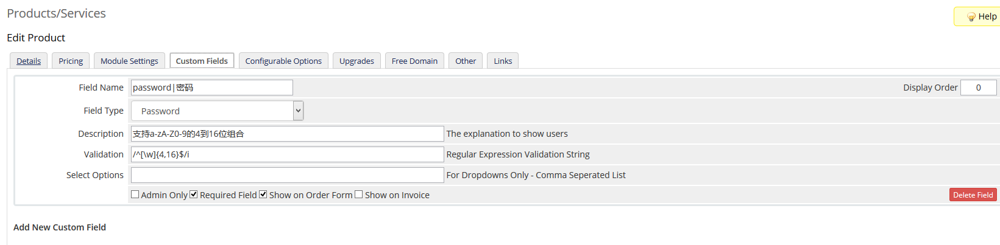 Products/Services
Help
Edit Product
Details Pricing Module Settings Custom Fields Configurable Options Upgrades Free Domain Other Links
Field Name password|密码 Display Order 0
Field Type Password
Description 支持a-zA-Z0-9的4到16位组合 The explanation to show users
Validation /^[\w]{4,16}$/i Regular Expression Validation String
Select Options For Dropdowns Only - Comma Seperated List
Admin Only Required Field Show on Order Form Show on Invoice Delete Field
Add New Custom Field